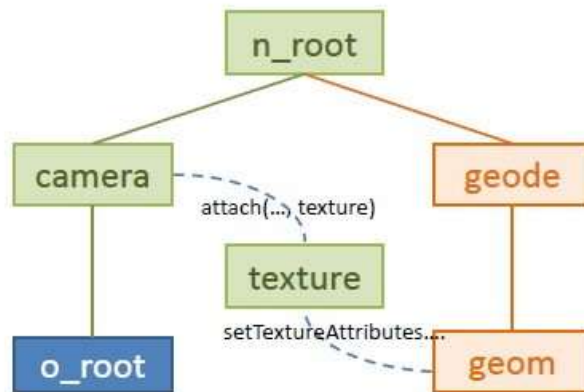 n_root
camera
geode
attach(..., texture)
texture
setTextureAttributes....
o_root
geom